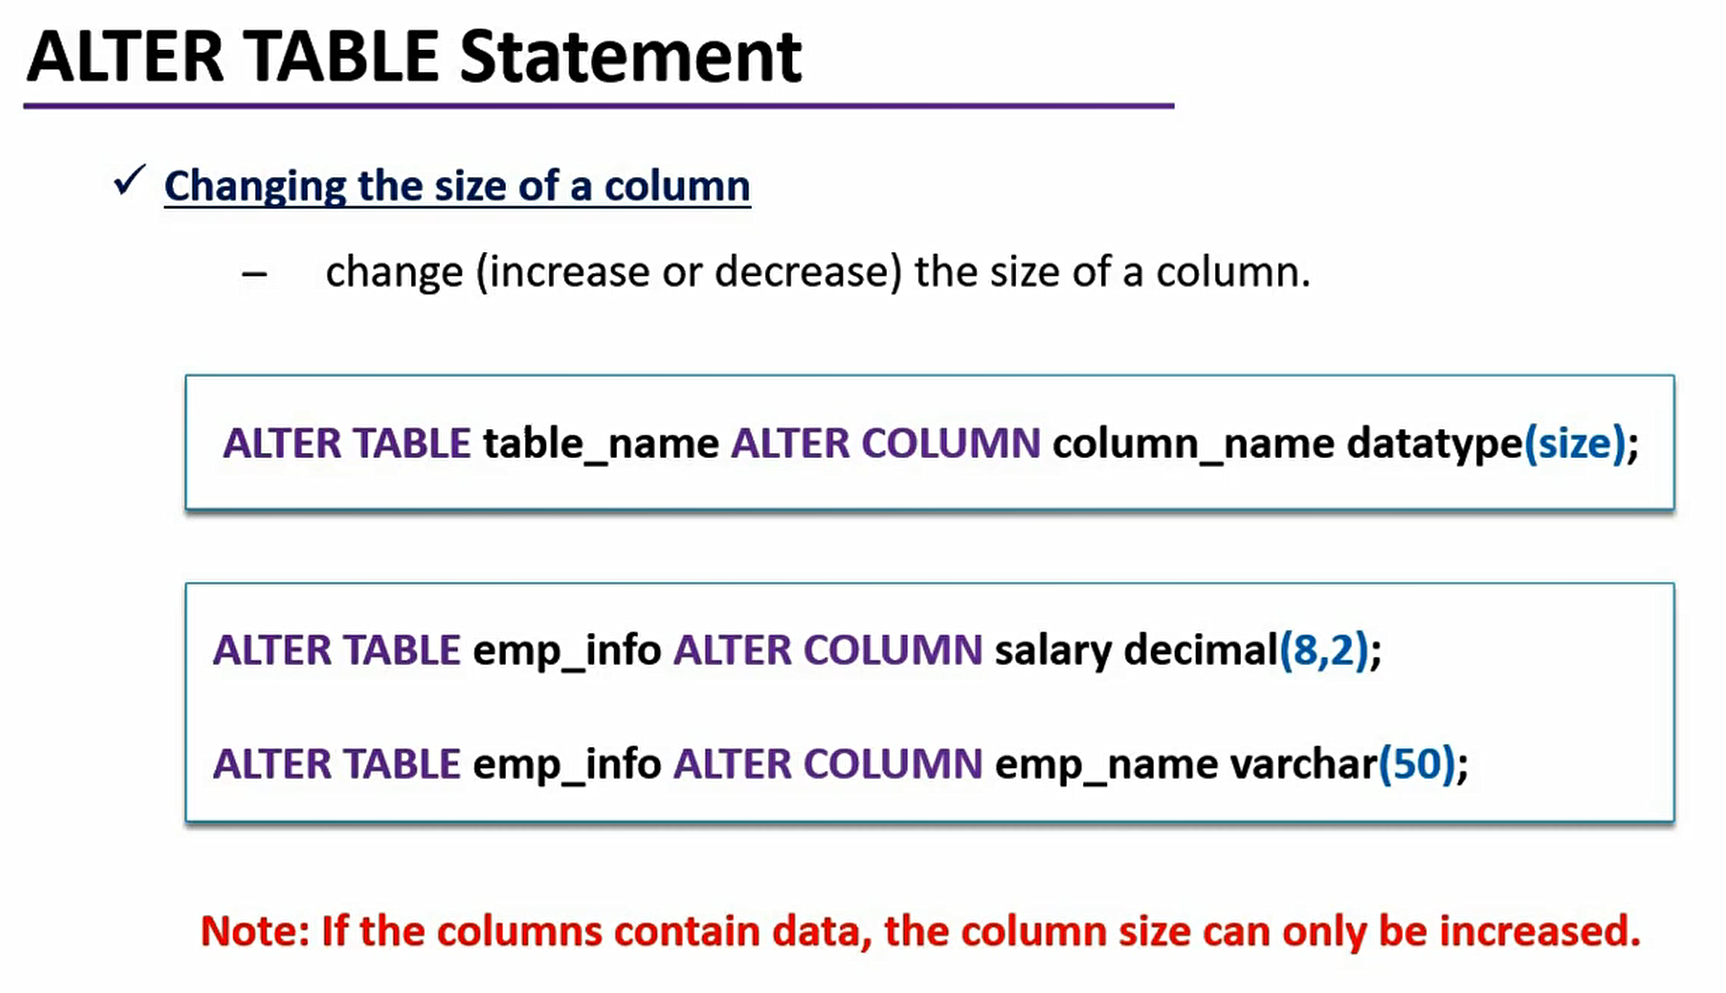 ALTER TABLE Statement
✓ Changing the size of a column
– change (increase or decrease) the size of a column.
ALTER TABLE table_name ALTER COLUMN column_name datatype(size);
ALTER TABLE emp_info ALTER COLUMN salary decimal(8,2);
ALTER TABLE emp_info ALTER COLUMN emp_name varchar(50);
Note: If the columns contain data, the column size can only be increased.